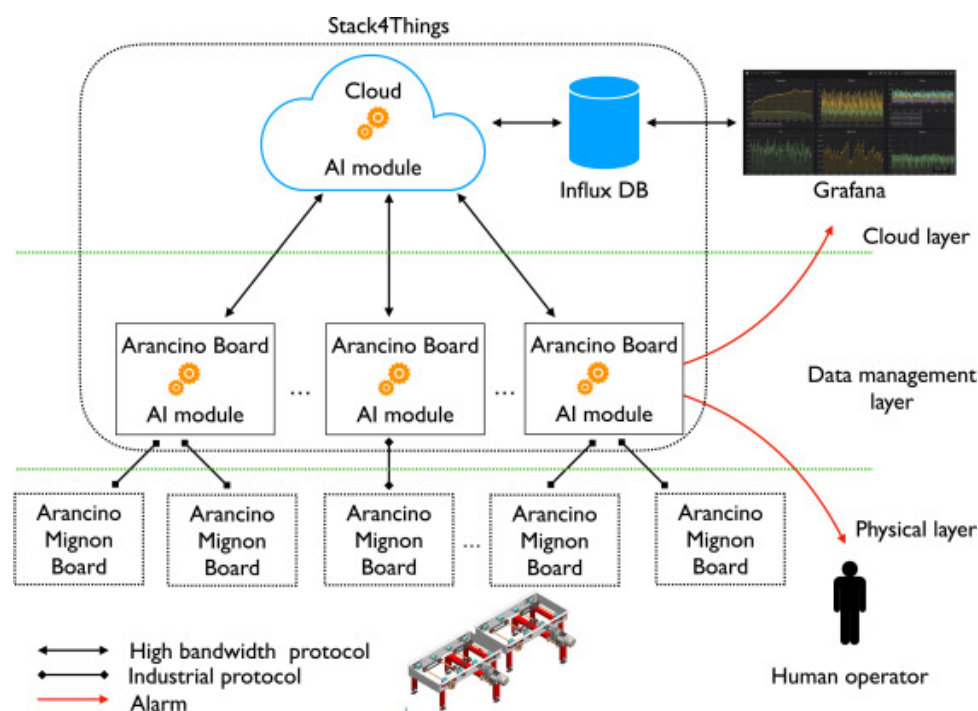 Stack4Things
Cloud
AI module
Influx DB
Grafana
Cloud layer
Arancino Board
AI module
...
Arancino Board
AI module
...
Arancino Board
AI module
Data management
layer
Arancino
Mignon
Board
Arancino
Mignon
Board
Arancino
Mignon
Board
...
Arancino
Mignon
Board
Arancino
Mignon
Board
Physical layer
High bandwidth protocol
Industrial protocol
Alarm
Human operator